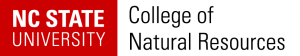 NC STATE
UNIVERSITY
College of
Natural Resources